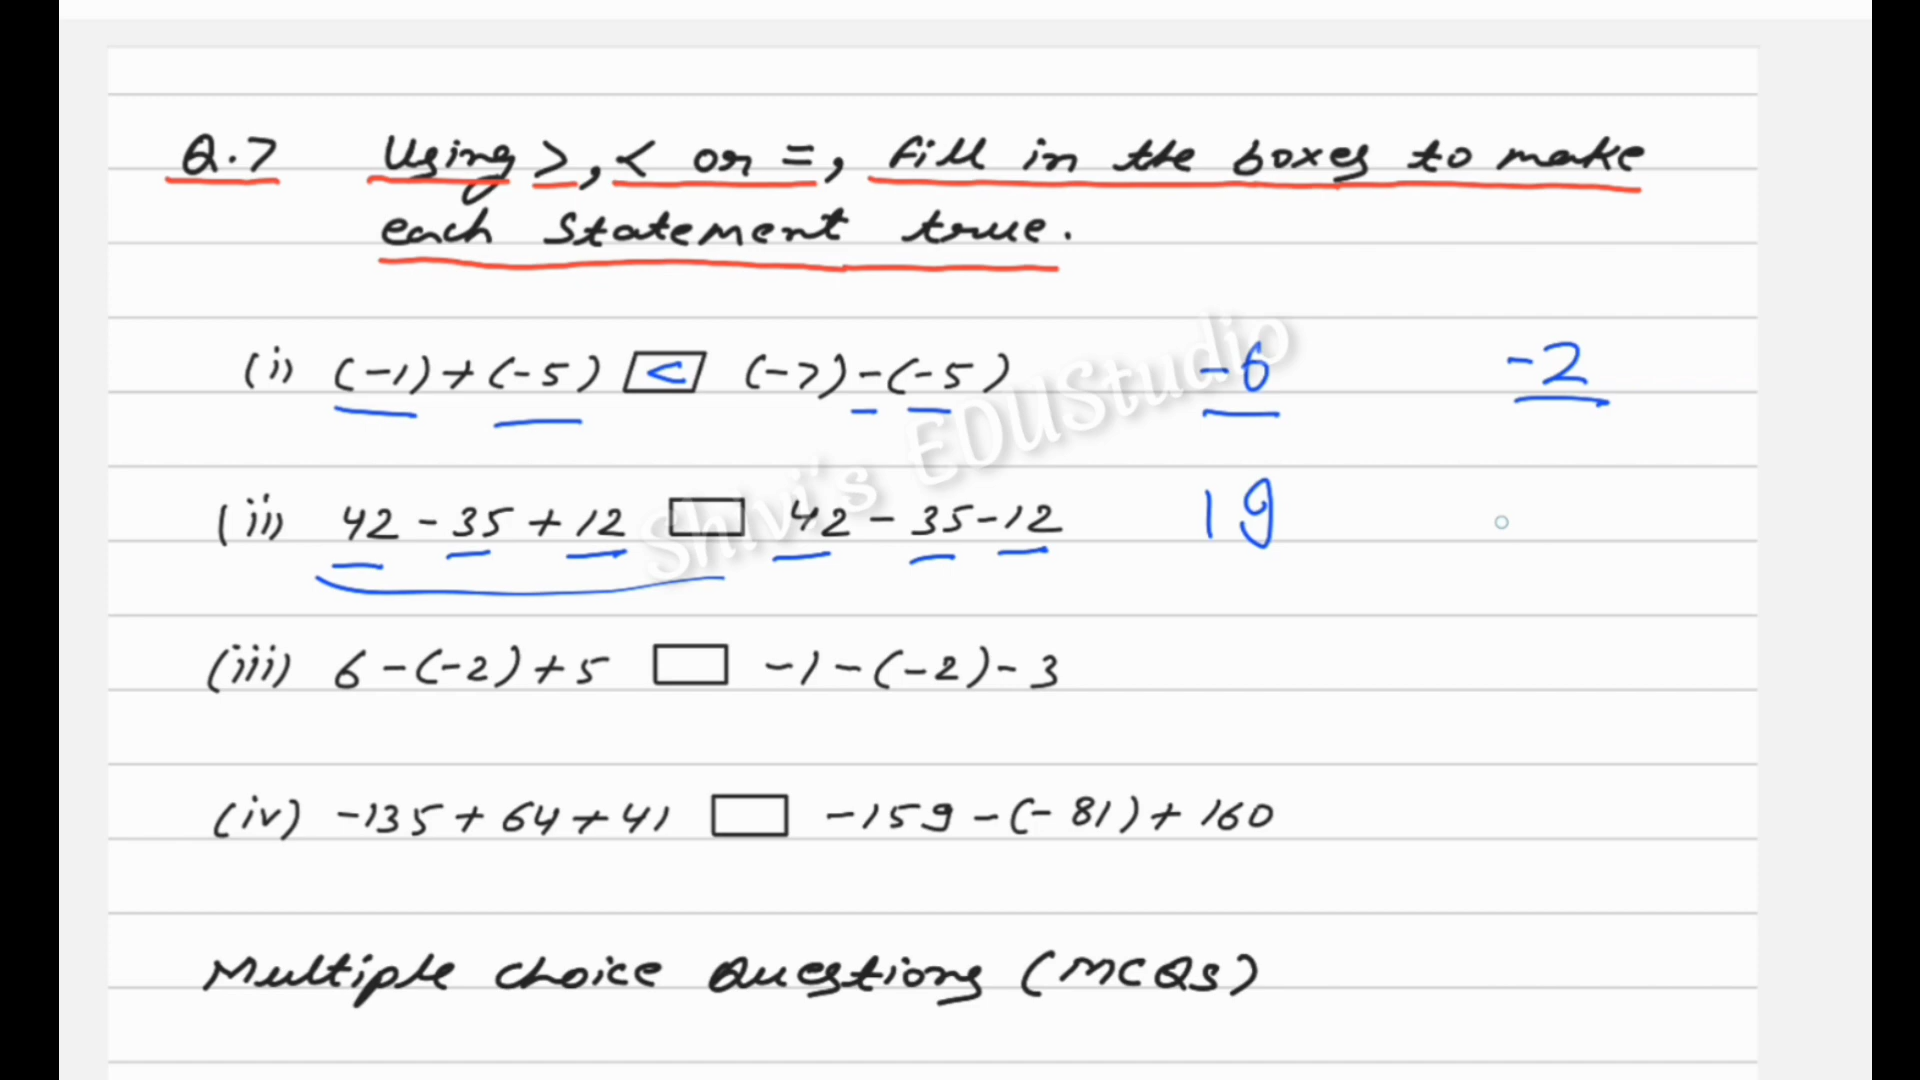 Q.7 Using >, < or =, fill in the boxes to make
each statement true.
(i) (-1) + (-5) < (-7) - (-5) -6 -2
(ii) 42 - 35 + 12 42 - 35 - 12 19
(iii) 6 - (-2) + 5 -1 - (-2) - 3
(iv) -135 + 64 + 41 -159 - (-81) + 160
Multiple Choice Questions (MCQs)
Shivi's EDUStudio